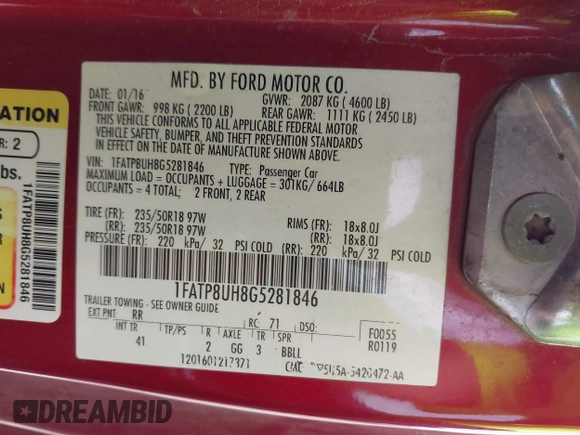 MFD. BY FORD MOTOR CO.
DATE: 01/16 GVWR: 2087 KG ( 4600 LB)
FRONT GAWR: 998 KG ( 2200 LB) REAR GAWR: 1111 KG ( 2450 LB)
THIS VEHICLE CONFORMS TO ALL APPLICABLE FEDERAL MOTOR
VEHICLE SAFETY, BUMPER, AND THEFT PREVENTION STANDARDS
IN EFFECT ON THE DATE OF MANUFACTURE SHOWN ABOVE.
VIN: 1FATP8UH8G5281846 TYPE: Passenger Car
MAXIMUM LOAD = OCCUPANTS + LUGGAGE = 301KG/664LB
OCCUPANTS = 4 TOTAL: 2 FRONT, 2 REAR
TIRE (FR): 235/50R18 97W RIMS (FR): 18x8.0J
(RR): 235/50R18 97W (RR): 18x8.0J
PRESSURE (FR): 220 kPa/ 32 PSI COLD (RR): 220 kPa/ 32 PSI COLD
1FATP8UH8G5281846
TRAILER TOWING - SEE OWNER GUIDE
EXT PNT RR RC: 71 DSO: F0055
INT TR TP/PS R AXLE TR SPR R0119
41 2 GG 3 BBLL
1201601217371
ATION
R: 2
lbs.
1FATP8UH8G5281846
DREAMBID